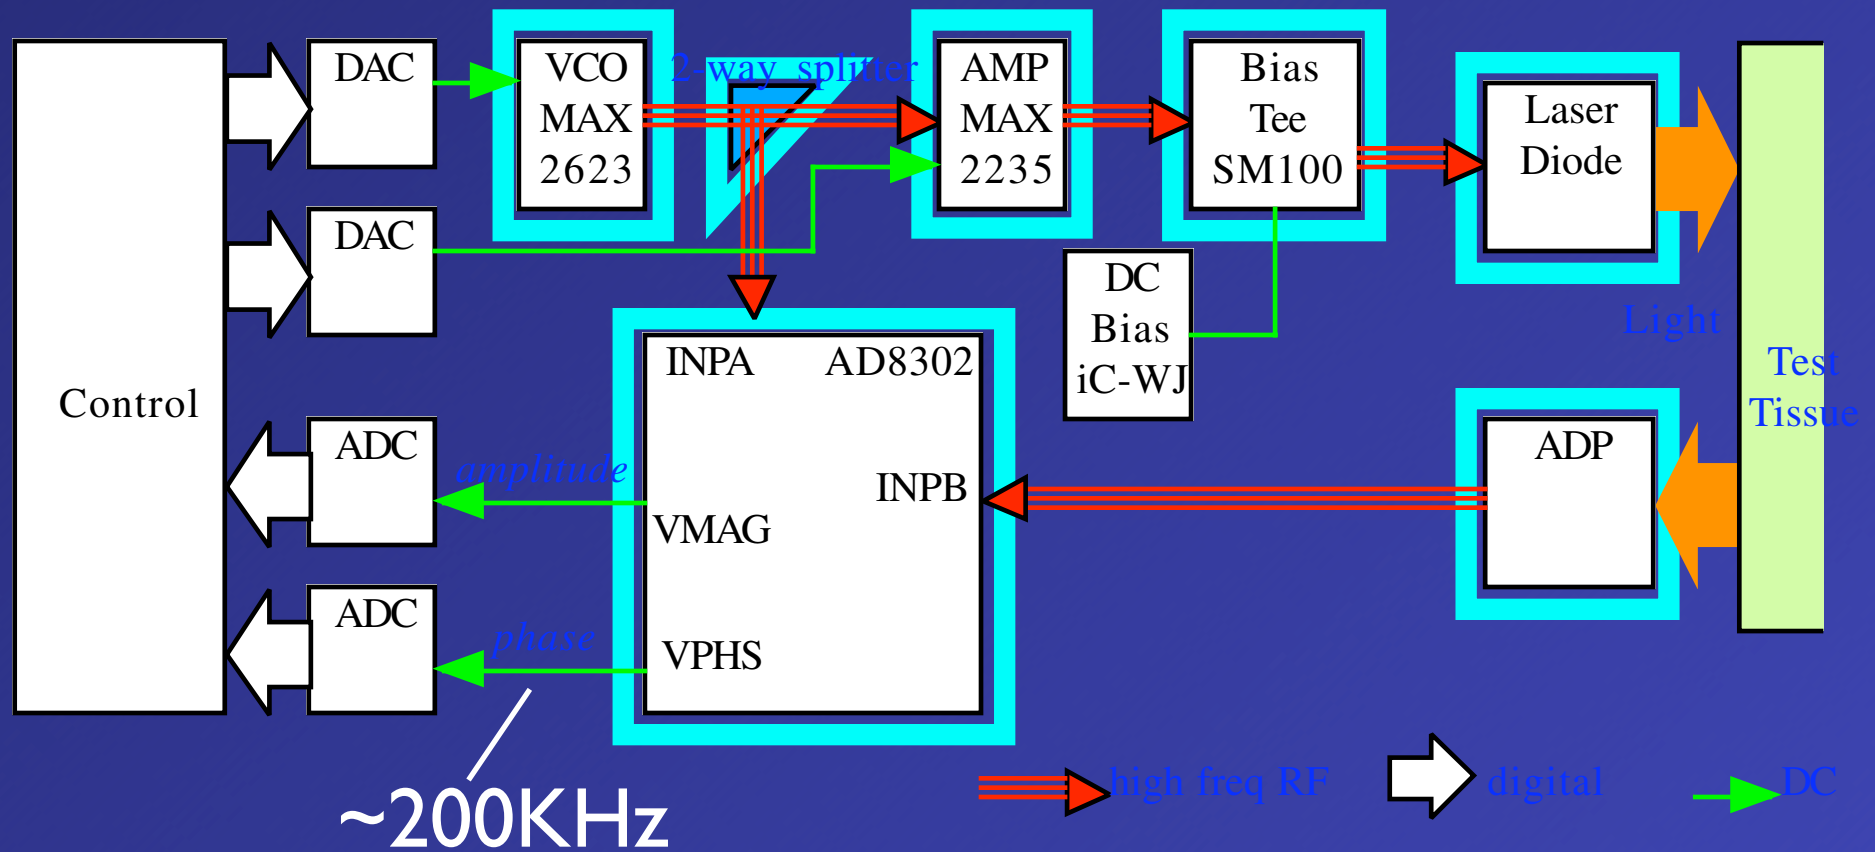 Control
DAC
DAC
ADC
ADC
VCO
MAX
2623
2-way splitter
AMP
MAX
2235
Bias
Tee
SM100
Laser
Diode
DC
Bias
iC-WJ
Light
Test
Tissue
INPA AD8302
INPB
VMAG
VPHS
ADP
amplitude
phase
~200KHz
high freq RF
digital
DC